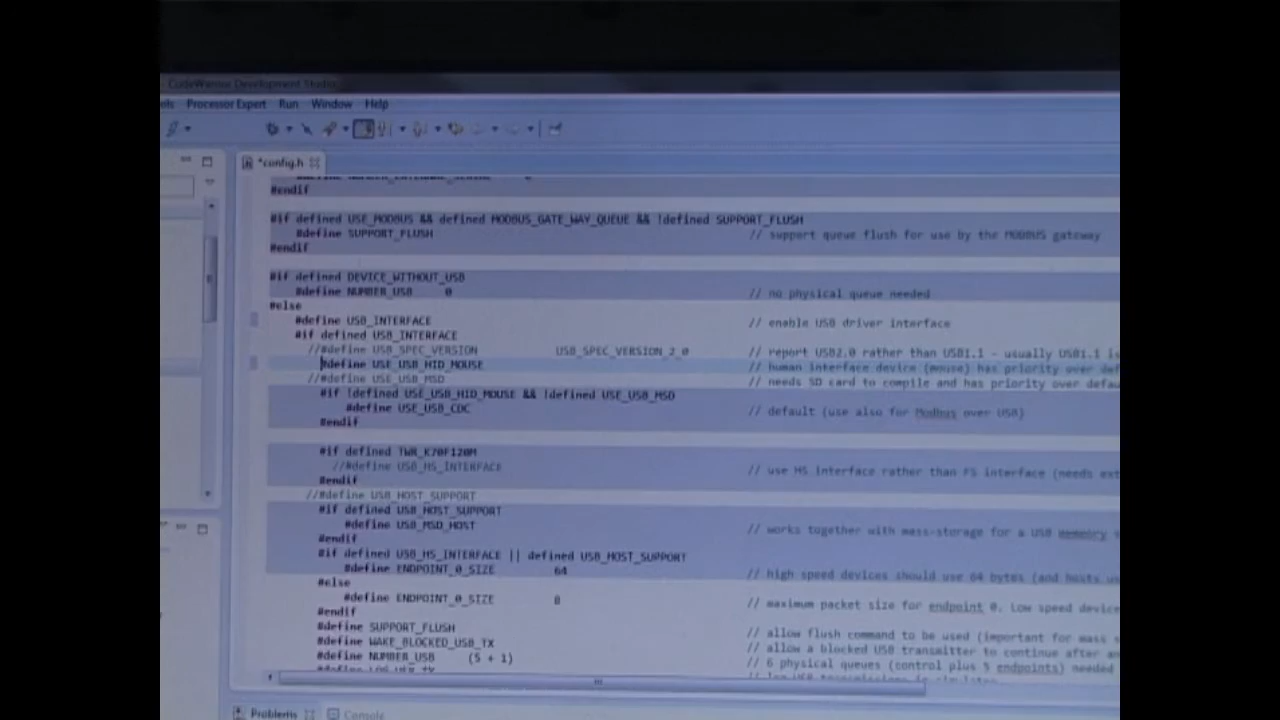 CodeWarrior Development Studio
Processor Expert Run Window Help
*config.h
#endif
#if defined USE_MODBUS && defined MODBUS_GATE_WAY_QUEUE && !defined SUPPORT_FLUSH
#define SUPPORT_FLUSH // support queue flush for use by the MODBUS gateway
#endif
#if defined DEVICE_WITHOUT_USB
#define NUMBER_USB 0 // no physical queue needed
#else
#define USB_INTERFACE // enable USB driver interface
#if defined USB_INTERFACE
//#define USB_SPEC_VERSION USB_SPEC_VERSION_2_0 // report USB2.0 rather than USB1.1 - usually USB1.1 is
#define USE_USB_HID_MOUSE // human interface device (mouse) has priority over def
//#define USE_USB_MSD // needs SD card to compile and has priority over defau
#if !defined USE_USB_HID_MOUSE && !defined USE_USB_MSD
#define USE_USB_CDC // default (use also for Modbus over USB)
#endif
#if defined TWR_K70F120M
//#define USB_HS_INTERFACE // use HS interface rather than FS interface (needs ext
#endif
//#define USB_HOST_SUPPORT
#if defined USB_HOST_SUPPORT
#define USB_MSD_HOST // works together with mass-storage for a USB memory s
#endif
#if defined USB_HS_INTERFACE || defined USB_HOST_SUPPORT
#define ENDPOINT_0_SIZE 64 // high speed devices should use 64 bytes (and hosts us
#else
#define ENDPOINT_0_SIZE 8 // maximum packet size for endpoint 0. Low speed device
#endif
#define SUPPORT_FLUSH // allow flush command to be used (important for mass s
#define WAKE_BLOCKED_USB_TX // allow a blocked USB transmitter to continue after an
#define NUMBER_USB (5 + 1) // 6 physical queues (control plus 5 endpoints) needed
Problems Console